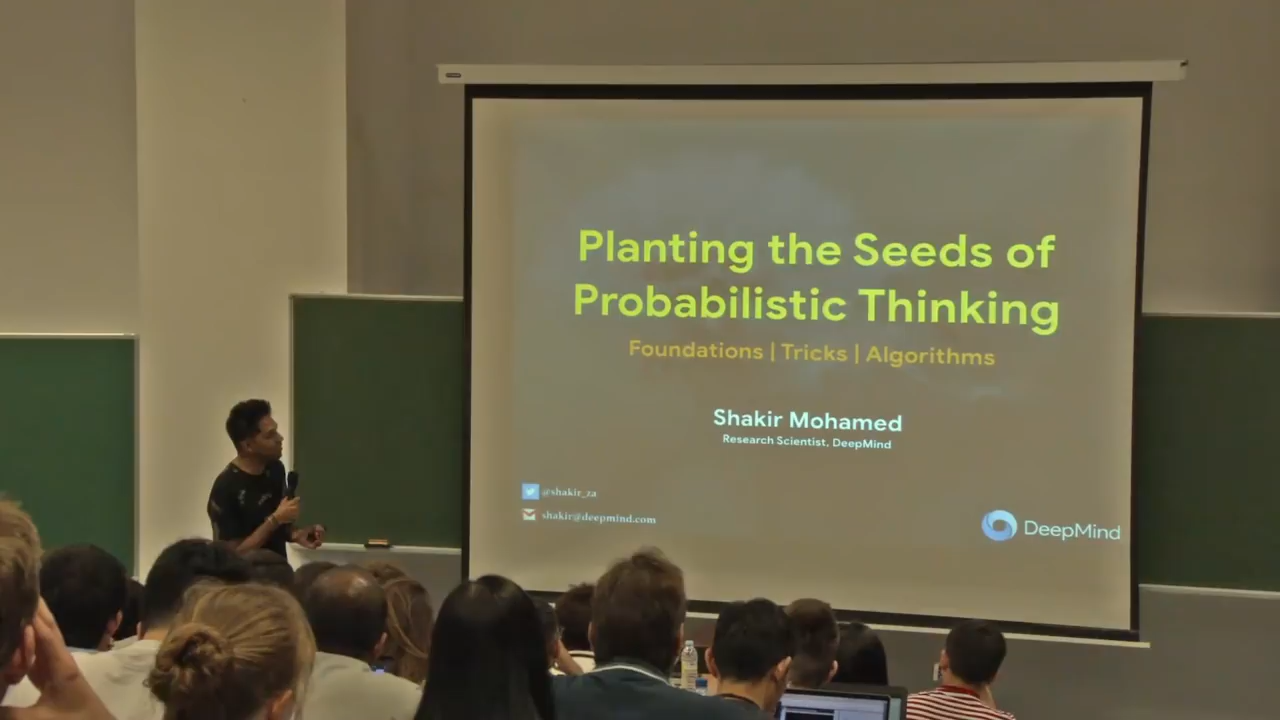 Planting the Seeds of
Probabilistic Thinking
Foundations | Tricks | Algorithms
Shakir Mohamed
Research Scientist, DeepMind
@shakir_za
shakir@deepmind.com
DeepMind